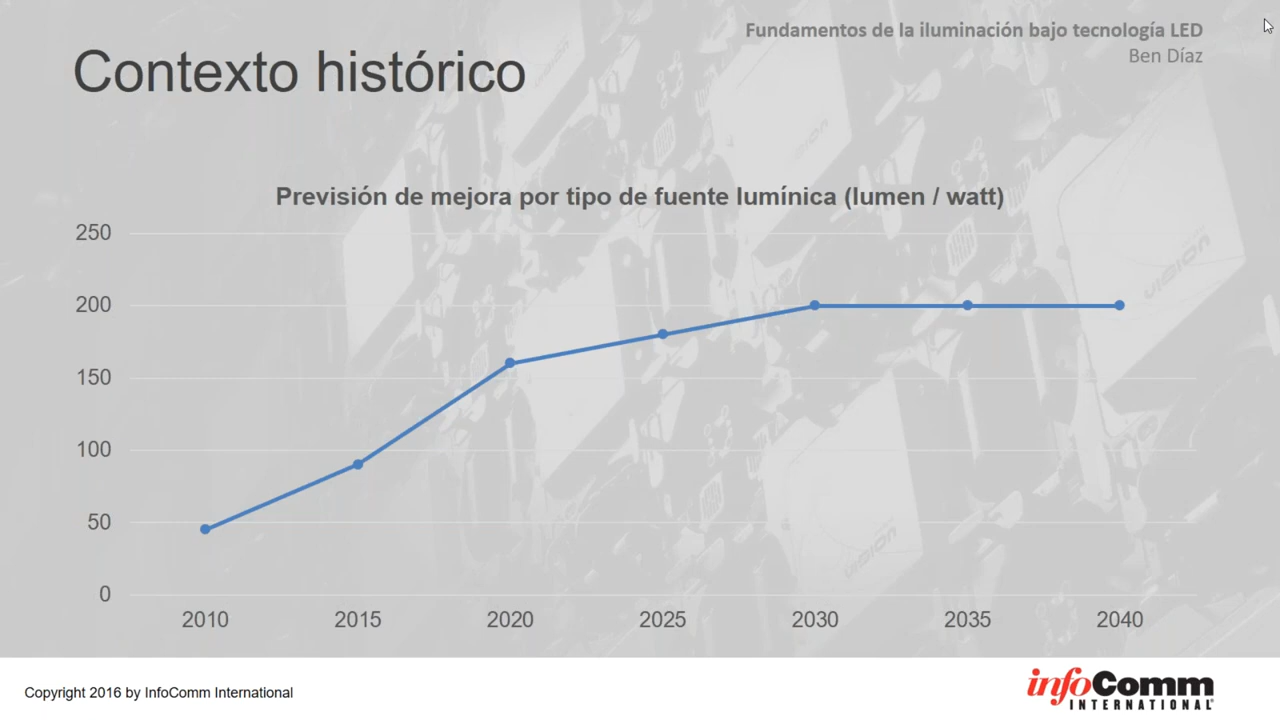 Fundamentos de la iluminación bajo tecnología LED
Ben Díaz
Contexto histórico
Previsión de mejora por tipo de fuente lumínica (lumen / watt)
250
200
150
100
50
0
2010 2015 2020 2025 2030 2035 2040
Copyright 2016 by InfoComm International
infoComm
INTERNATIONAL®